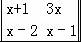 x+1 3x
x − 2 x − 1